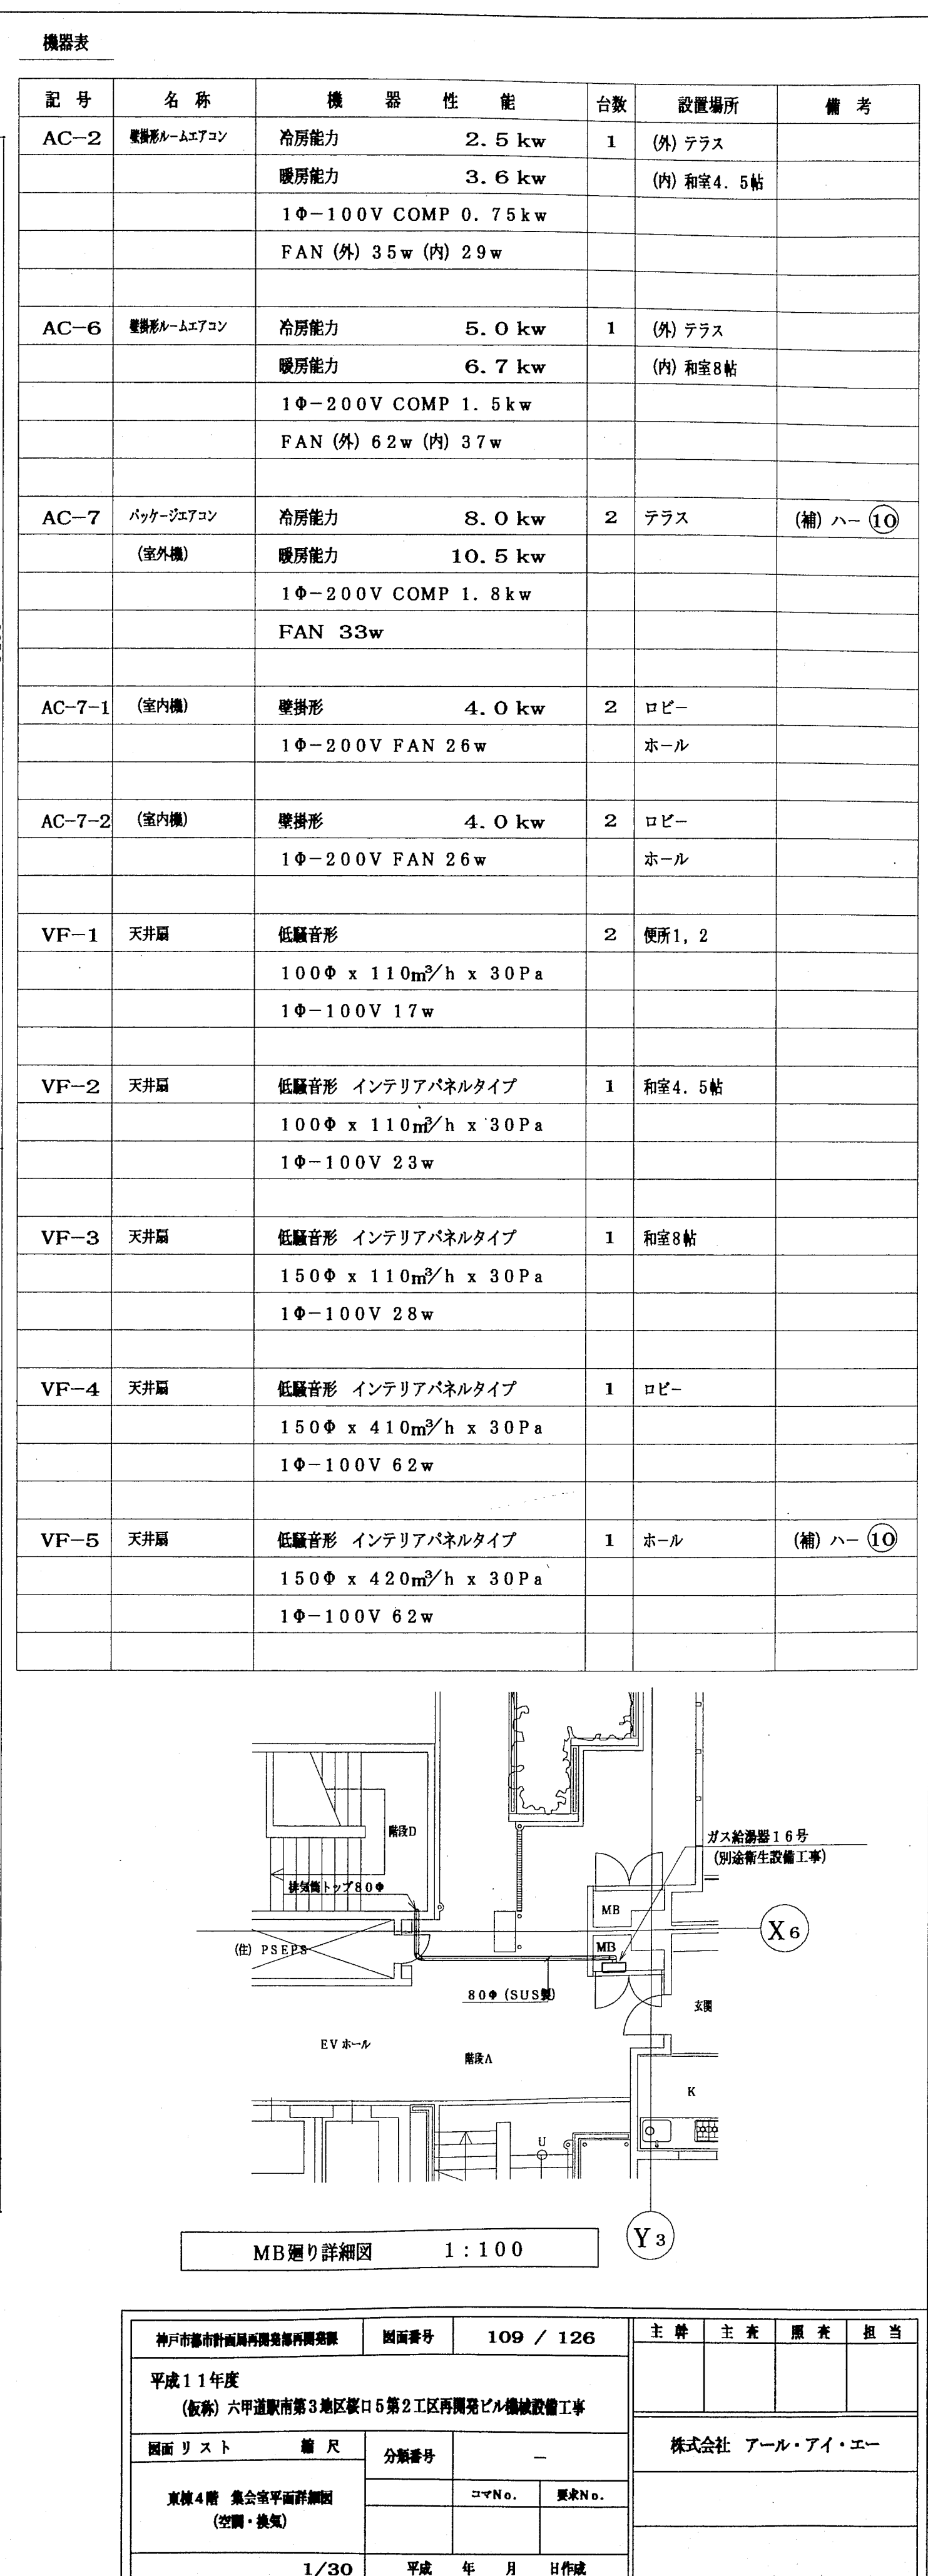 機器表
記号 名称 機器性能 台数 設置場所 備考
AC-2 壁掛形ルームエアコン 冷房能力 2.5kw 1 (外)テラス
暖房能力 3.6kw (内)和室4.5帖
1Φ-100V COMP 0.75kw
FAN(外)35w(内)29w
AC-6 壁掛形ルームエアコン 冷房能力 5.0kw 1 (外)テラス
暖房能力 6.7kw (内)和室8帖
1Φ-200V COMP 1.5kw
FAN(外)62w(内)37w
AC-7 パッケージエアコン 冷房能力 8.0kw 2 テラス (補)ハー⑩
(室外機) 暖房能力 10.5kw
1Φ-200V COMP 1.8kw
FAN 33w
AC-7-1 (室内機) 壁掛形 4.0kw 2 ロビー
1Φ-200V FAN 26w ホール
AC-7-2 (室内機) 壁掛形 4.0kw 2 ロビー
1Φ-200V FAN 26w ホール
VF-1 天井扇 低騒音形 2 便所1,2
100Φ x 110m³/h x 30Pa
1Φ-100V 17w
VF-2 天井扇 低騒音形 インテリアパネルタイプ 1 和室4.5帖
100Φ x 110m³/h x 30Pa
1Φ-100V 23w
VF-3 天井扇 低騒音形 インテリアパネルタイプ 1 和室8帖
150Φ x 110m³/h x 30Pa
1Φ-100V 28w
VF-4 天井扇 低騒音形 インテリアパネルタイプ 1 ロビー
150Φ x 410m³/h x 30Pa
1Φ-100V 62w
VF-5 天井扇 低騒音形 インテリアパネルタイプ 1 ホール (補)ハー⑩
150Φ x 420m³/h x 30Pa
1Φ-100V 62w
階段D
ガス給湯器16号
(別途衛生設備工事)
排気筒トップ80Φ
MB
X6
(住)PSEPS
MB
80Φ(SUS製)
玄関
EVホール
階段A
K
U
Y3
MB廻り詳細図 1:100
神戸市都市計画局再開発部再開発課 図面番号 109 / 126 主幹 主査 照査 担当
平成11年度
(仮称)六甲道駅南第3地区桜口5第2工区再開発ビル機械設備工事
図面リスト 縮尺 分類番号 — 株式会社 アール・アイ・エー
コマNo. 要求No.
東棟4階 集会室平面詳細図
(空調・換気)
1/30 平成 年 月 日作成